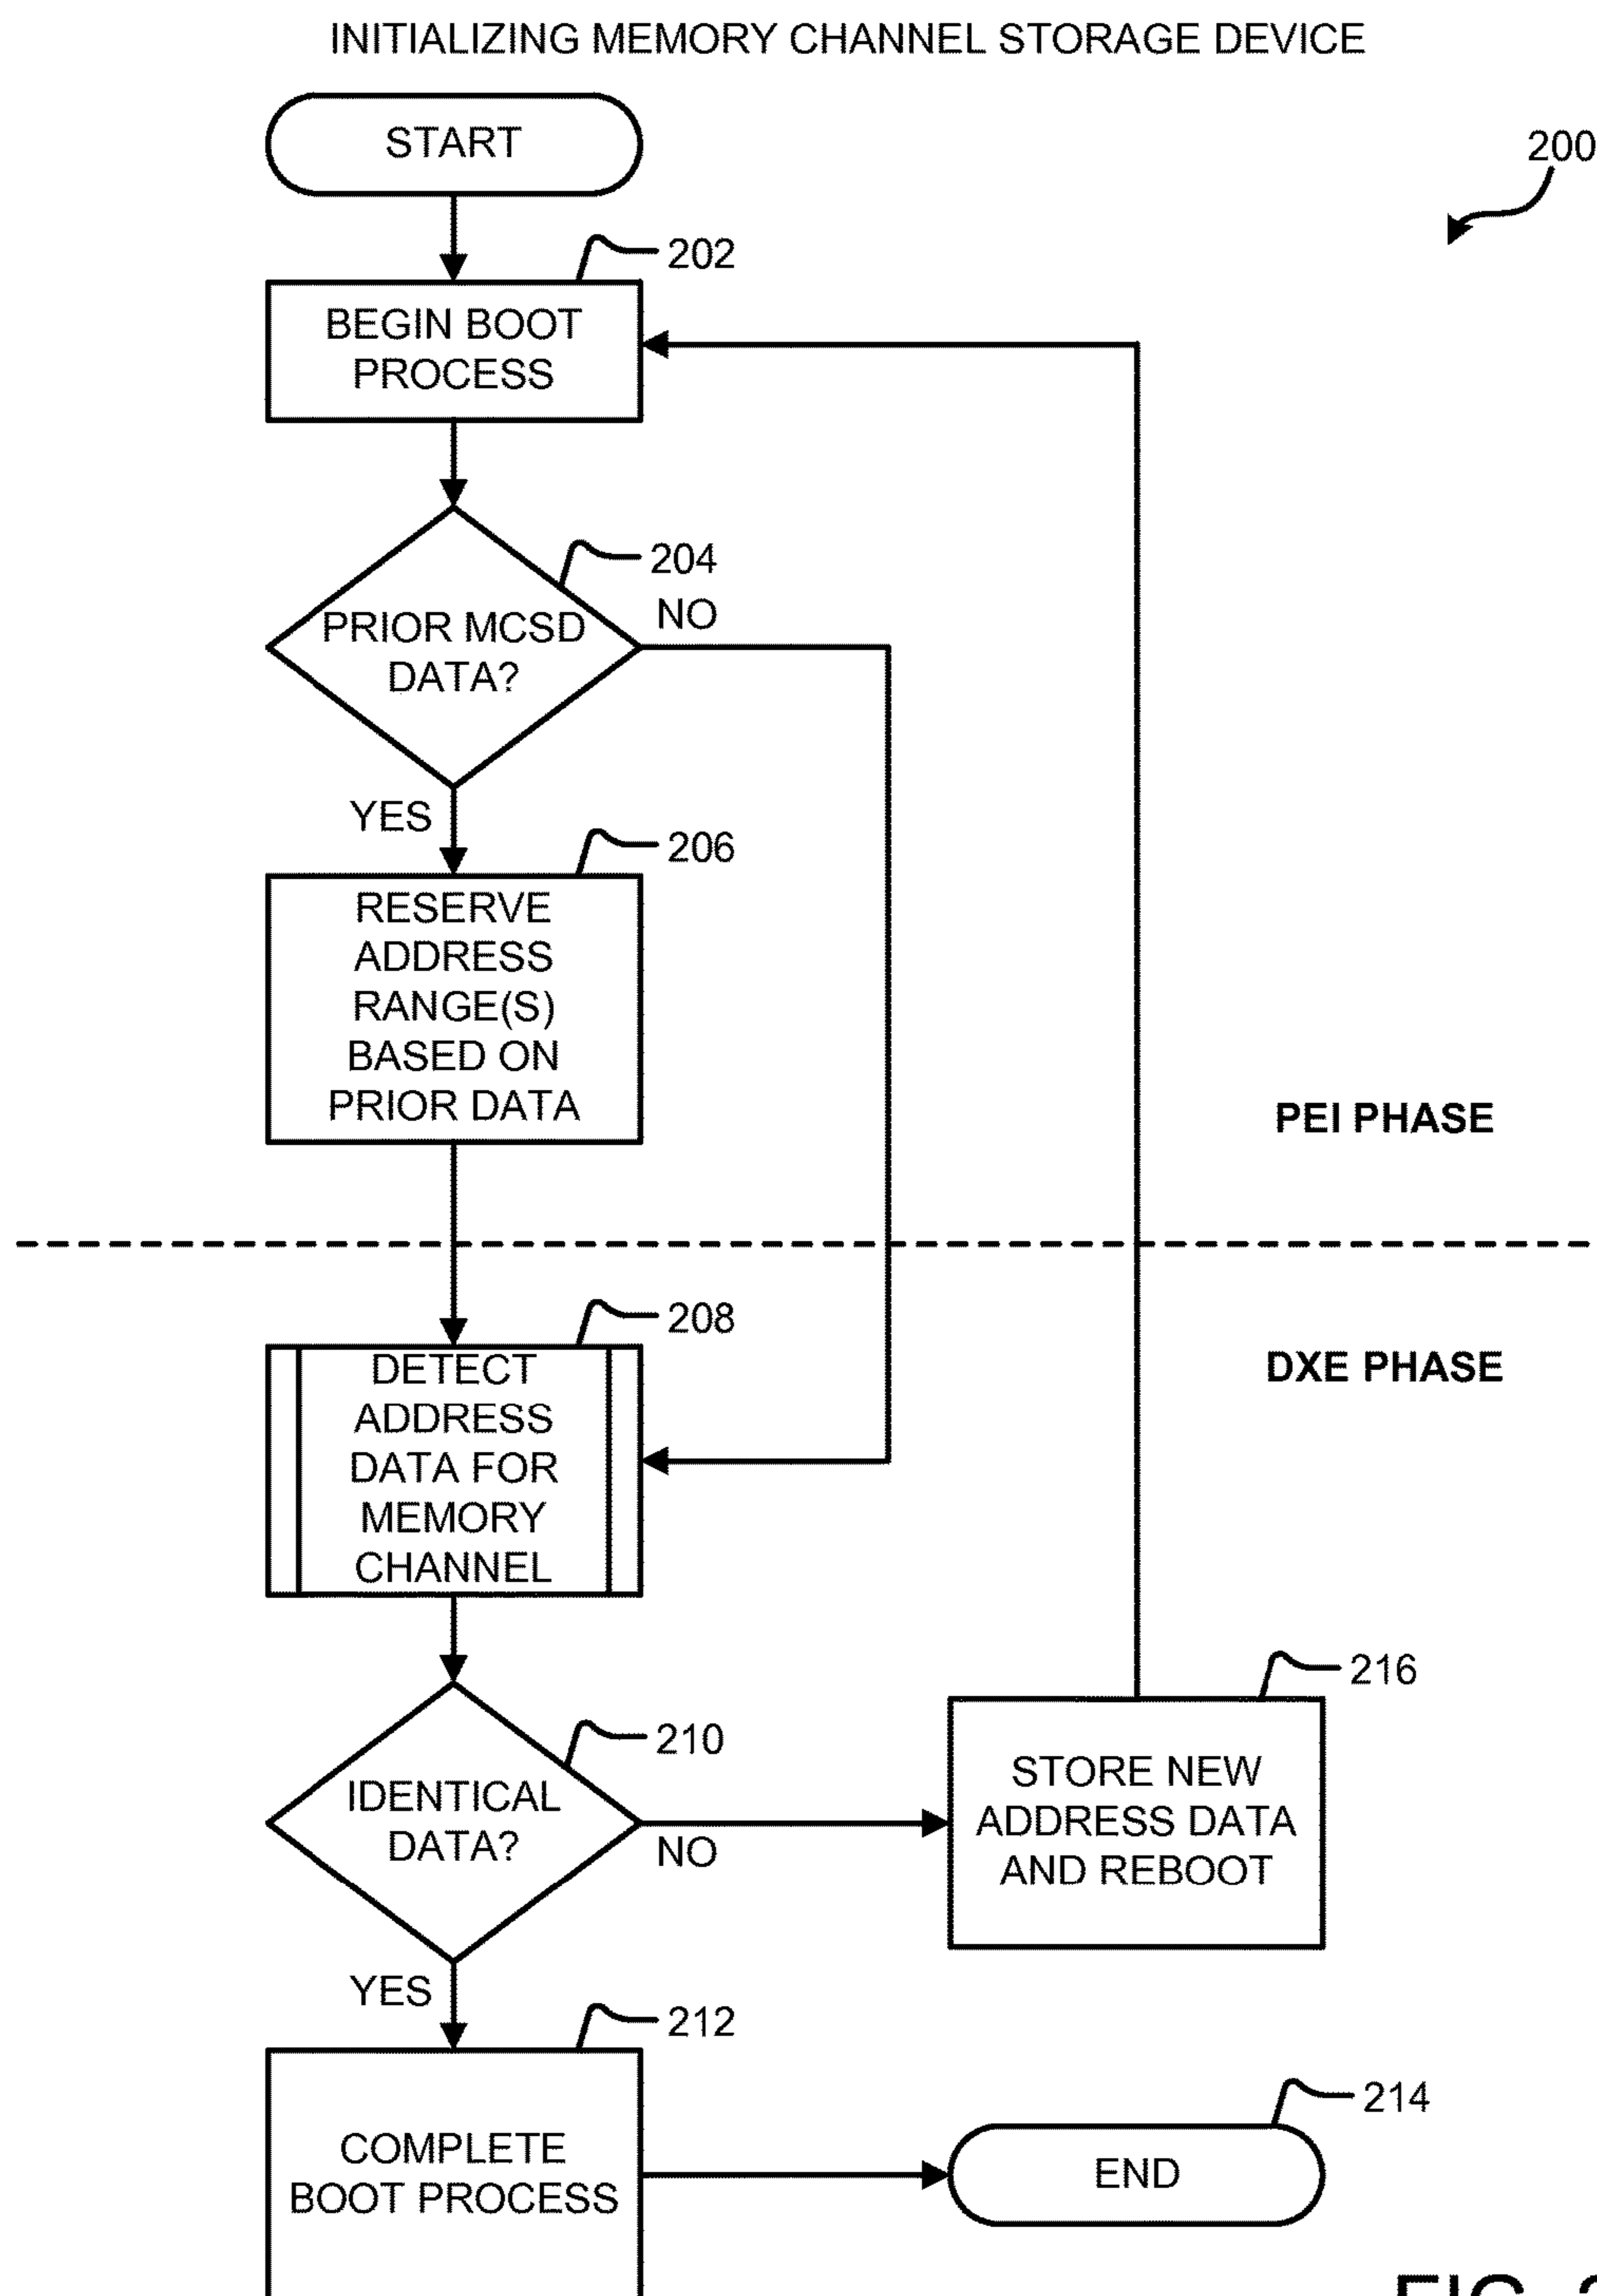 INITIALIZING MEMORY CHANNEL STORAGE DEVICE
START
200
202
BEGIN BOOT
PROCESS
204
PRIOR MCSD
DATA?
NO
YES
206
RESERVE
ADDRESS
RANGE(S)
BASED ON
PRIOR DATA
PEI PHASE
DXE PHASE
208
DETECT
ADDRESS
DATA FOR
MEMORY
CHANNEL
210
IDENTICAL
DATA?
NO
216
STORE NEW
ADDRESS DATA
AND REBOOT
YES
212
COMPLETE
BOOT PROCESS
214
END
FIG.